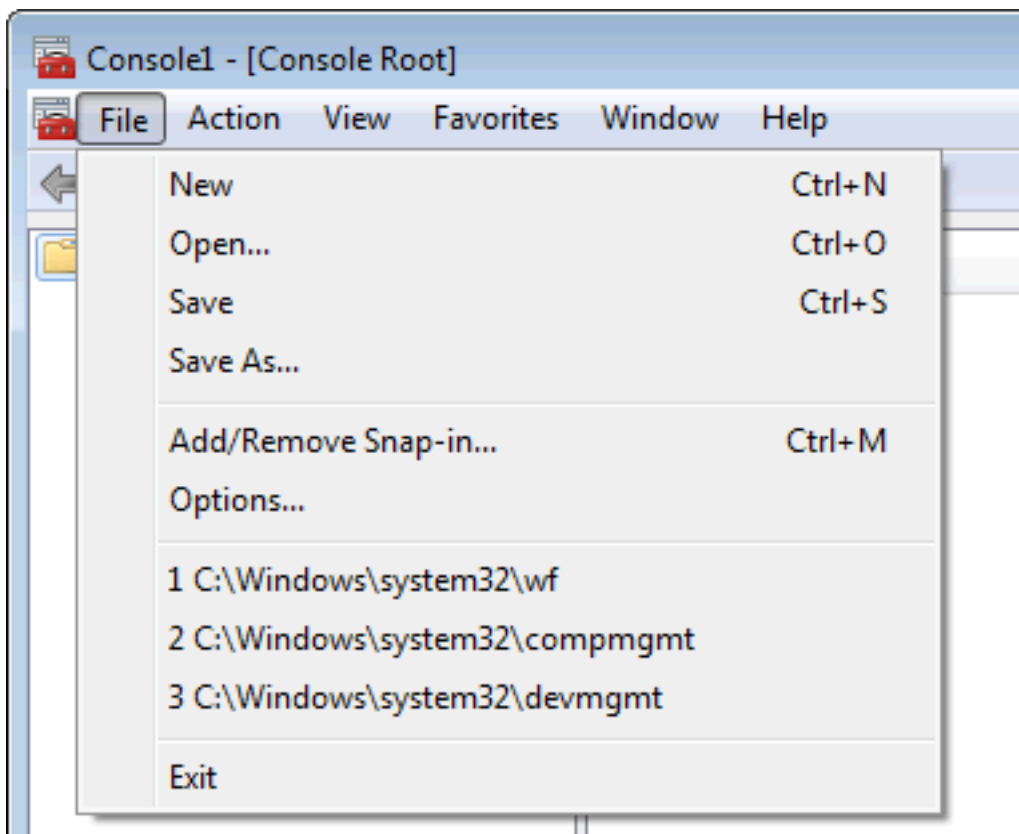 Console1 - [Console Root]
File Action View Favorites Window Help
New Ctrl+N
Open... Ctrl+O
Save Ctrl+S
Save As...
Add/Remove Snap-in... Ctrl+M
Options...
1 C:\Windows\system32\wf
2 C:\Windows\system32\compmgmt
3 C:\Windows\system32\devmgmt
Exit